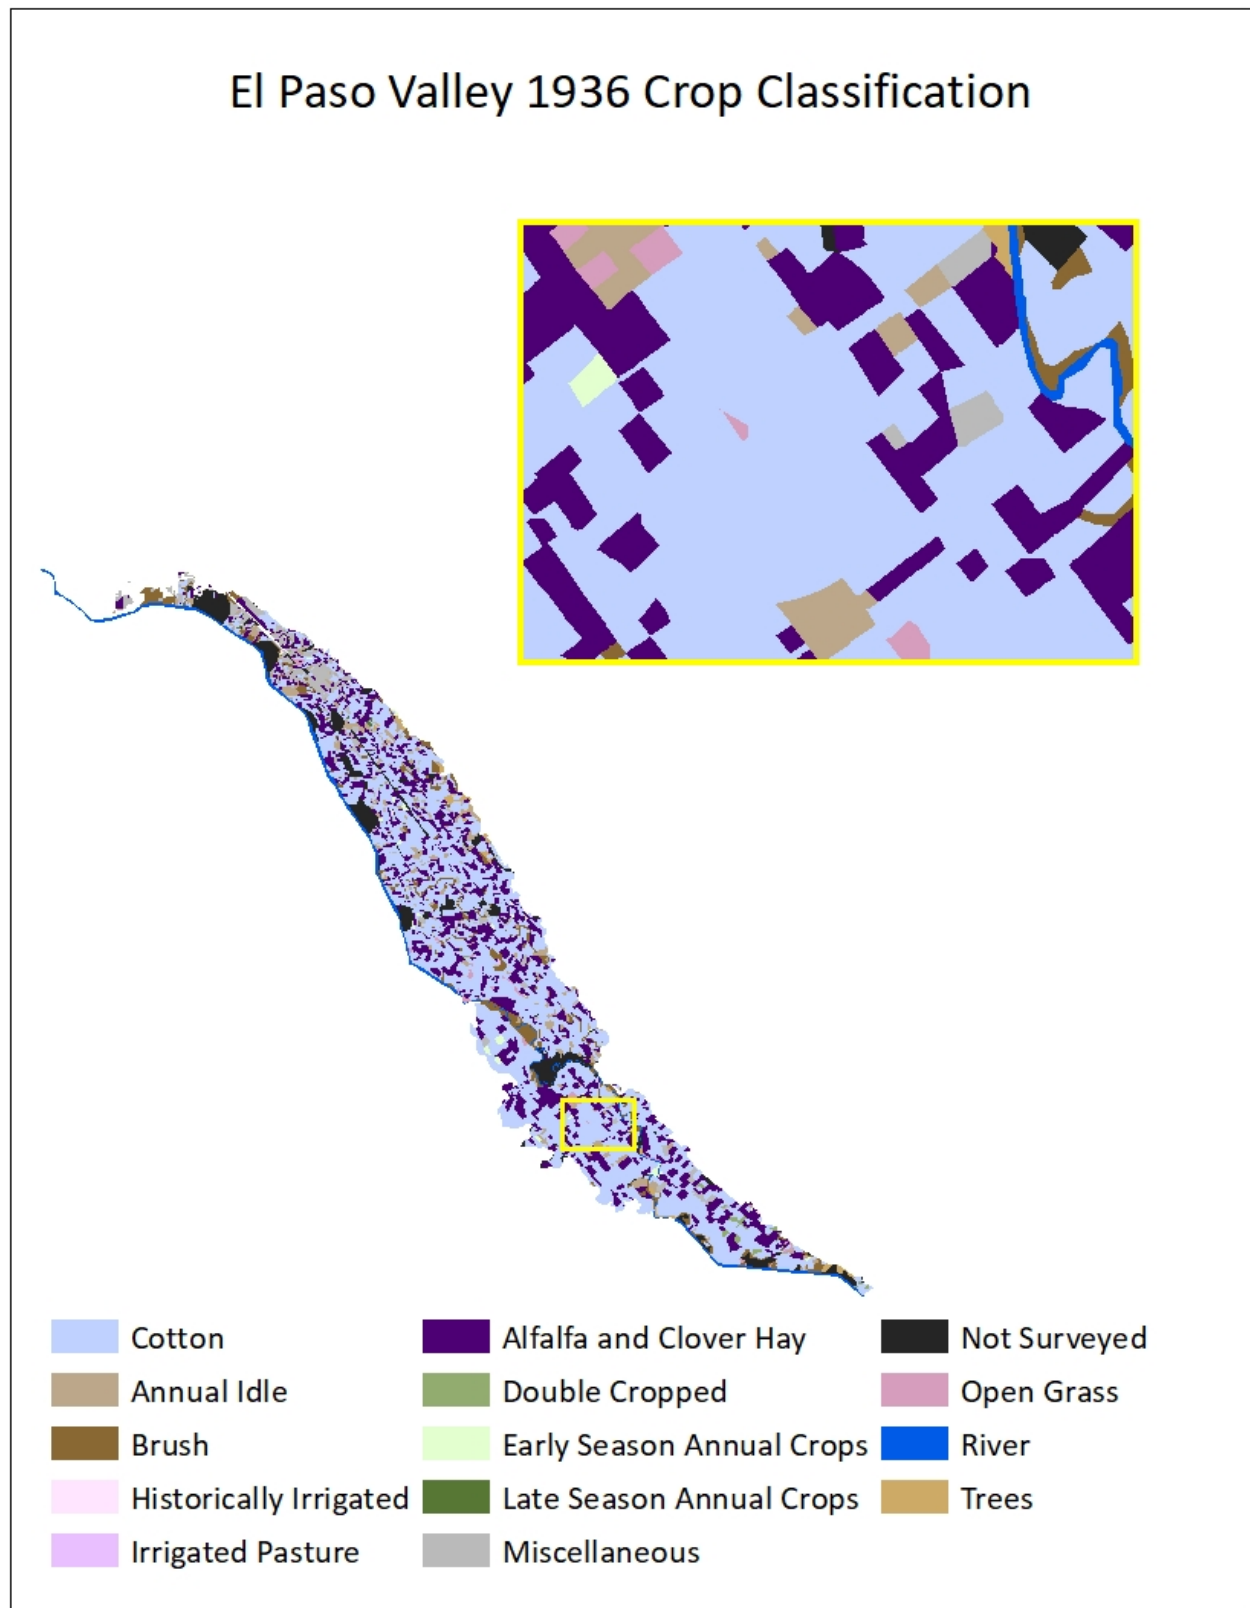 El Paso Valley 1936 Crop Classification
Cotton
Alfalfa and Clover Hay
Not Surveyed
Annual Idle
Double Cropped
Open Grass
Brush
Early Season Annual Crops
River
Historically Irrigated
Late Season Annual Crops
Trees
Irrigated Pasture
Miscellaneous